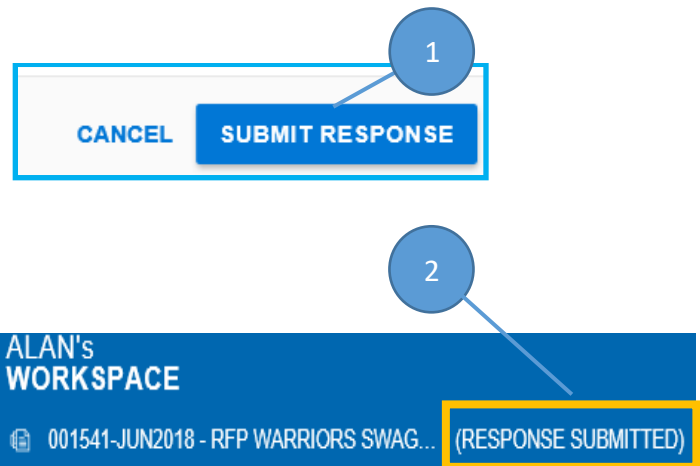 1
CANCEL SUBMIT RESPONSE
2
ALAN's
WORKSPACE
001541-JUN2018 - RFP WARRIORS SWAG... (RESPONSE SUBMITTED)